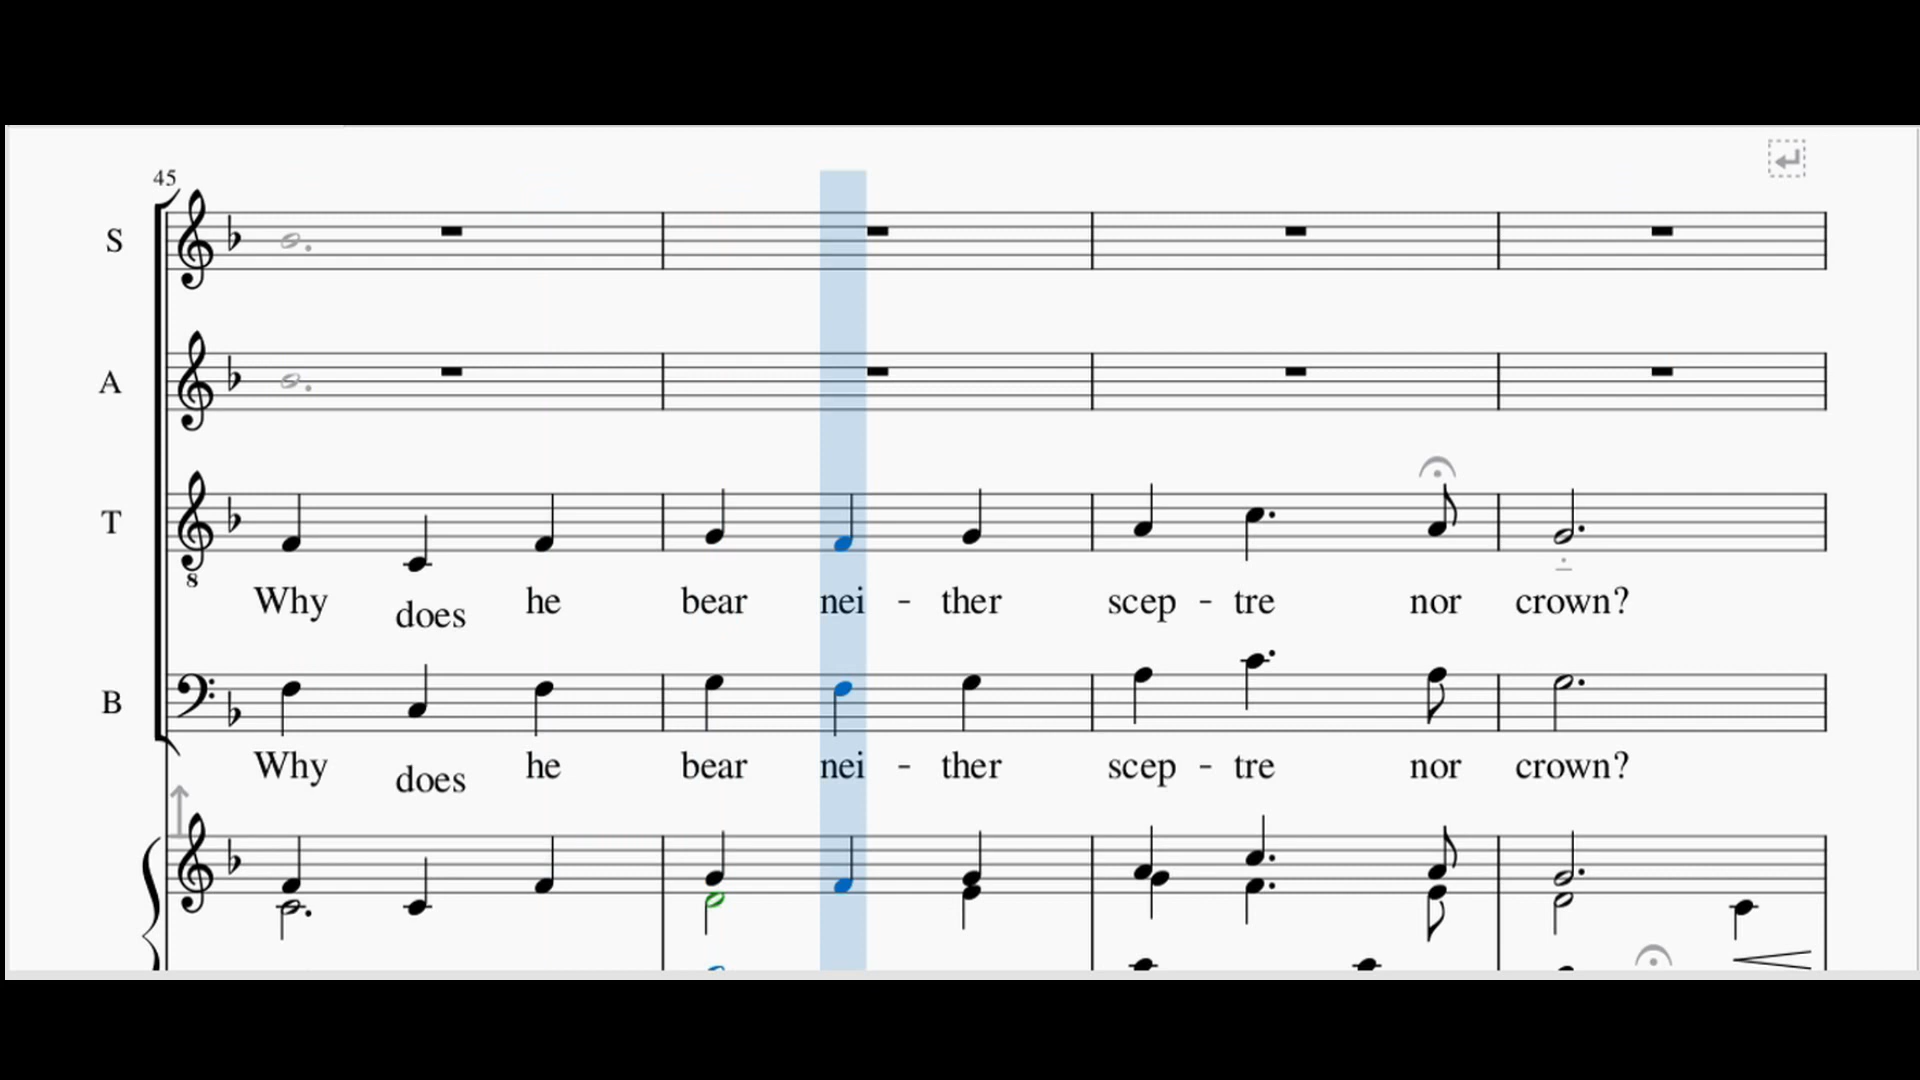 45
S
A
T
8
Why does he bear nei - ther scep - tre nor crown?
B
Why does he bear nei - ther scep - tre nor crown?